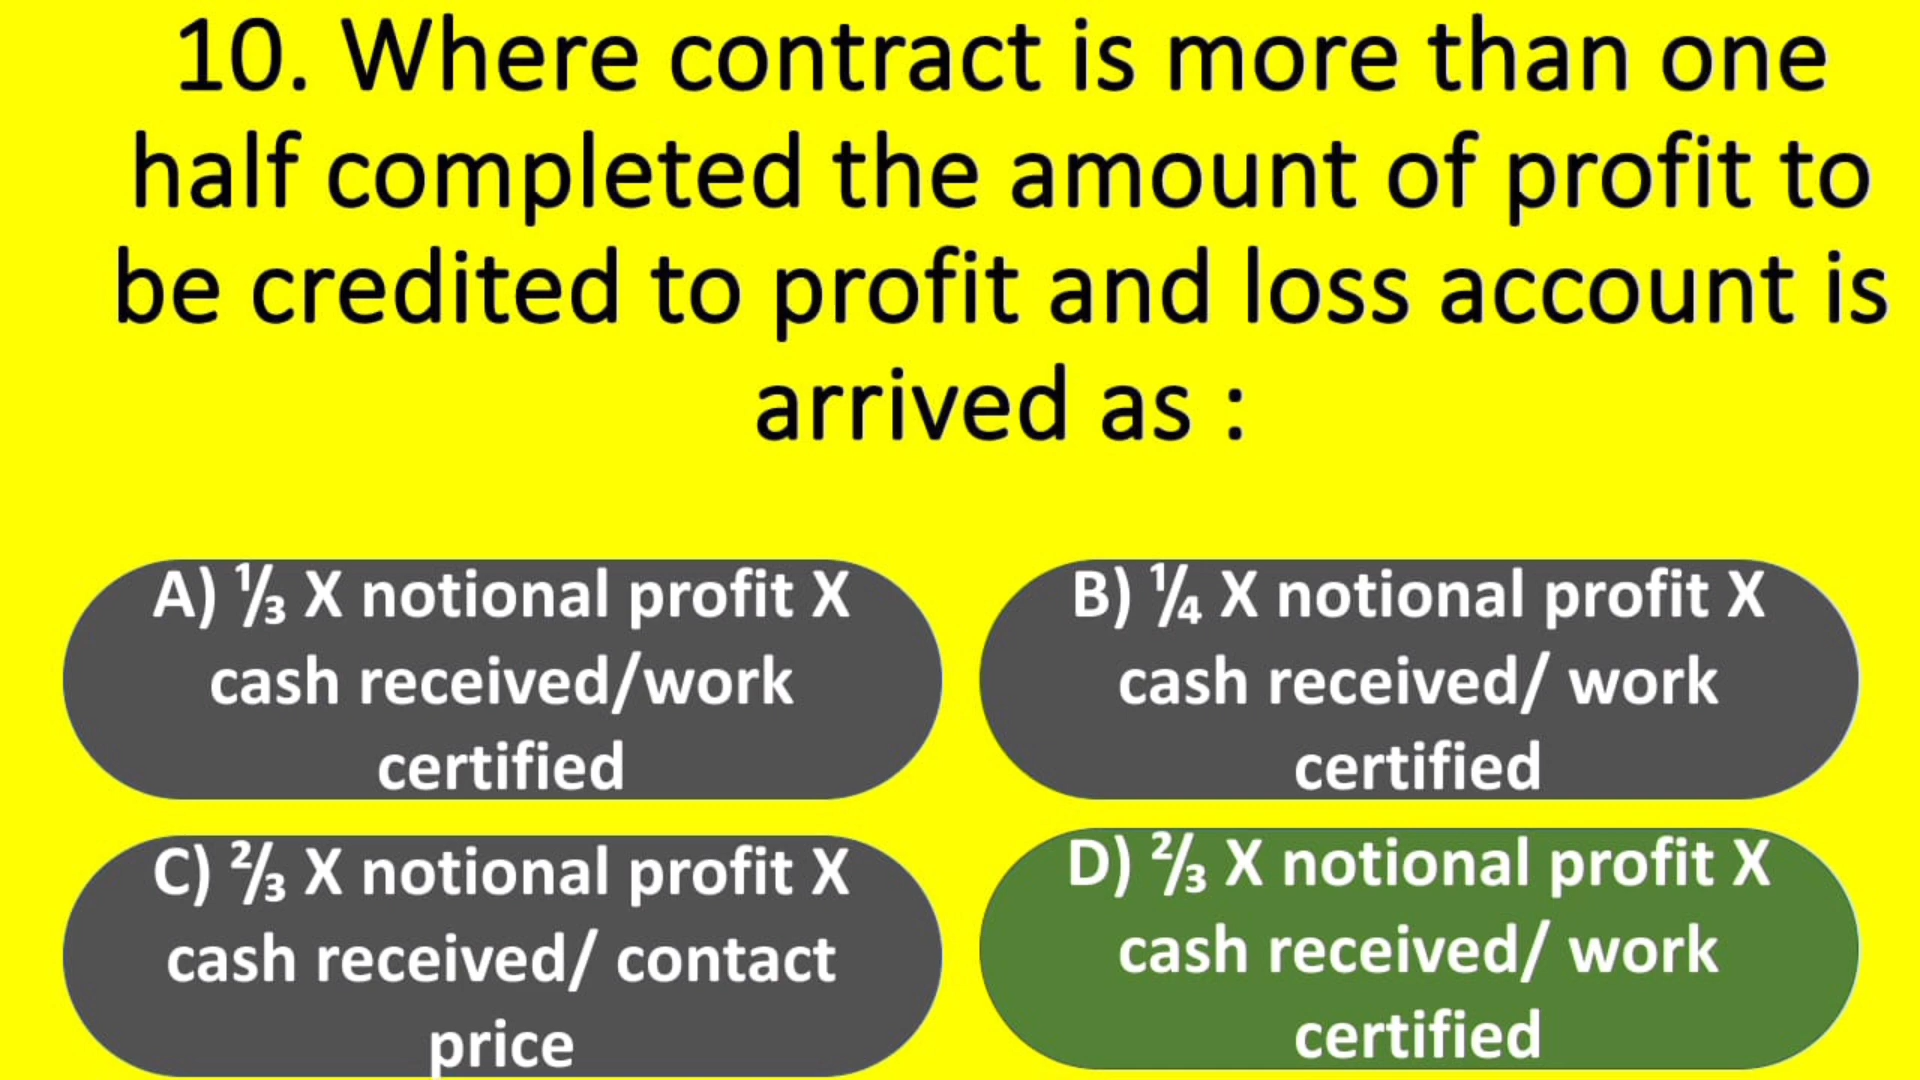 10. Where contract is more than one
half completed the amount of profit to
be credited to profit and loss account is
arrived as :
A) ⅓ X notional profit X
cash received/work
certified
B) ¼ X notional profit X
cash received/ work
certified
C) ⅔ X notional profit X
cash received/ contact
price
D) ⅔ X notional profit X
cash received/ work
certified